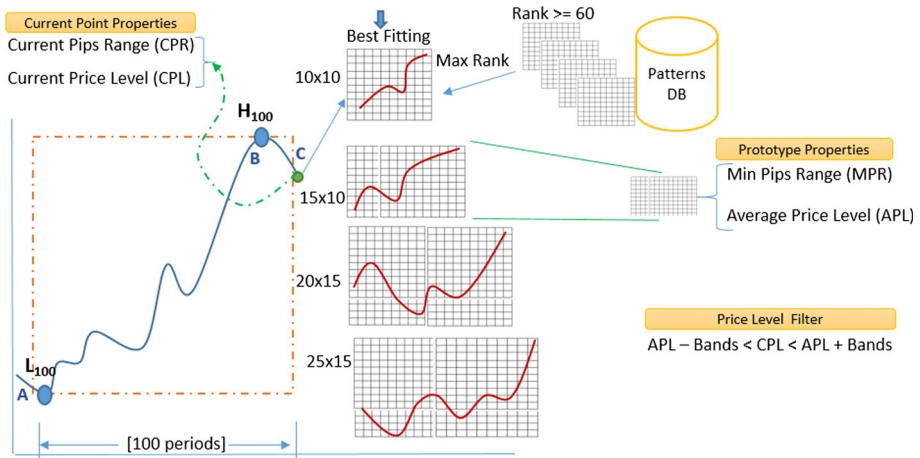 Current Point Properties
Current Pips Range (CPR)
Current Price Level (CPL)
H100
B
C
L100
A
[100 periods]
Best Fitting
10x10
15x10
20x15
25x15
Max Rank
Rank >= 60
Patterns
DB
Prototype Properties
Min Pips Range (MPR)
Average Price Level (APL)
Price Level Filter
APL – Bands < CPL < APL + Bands